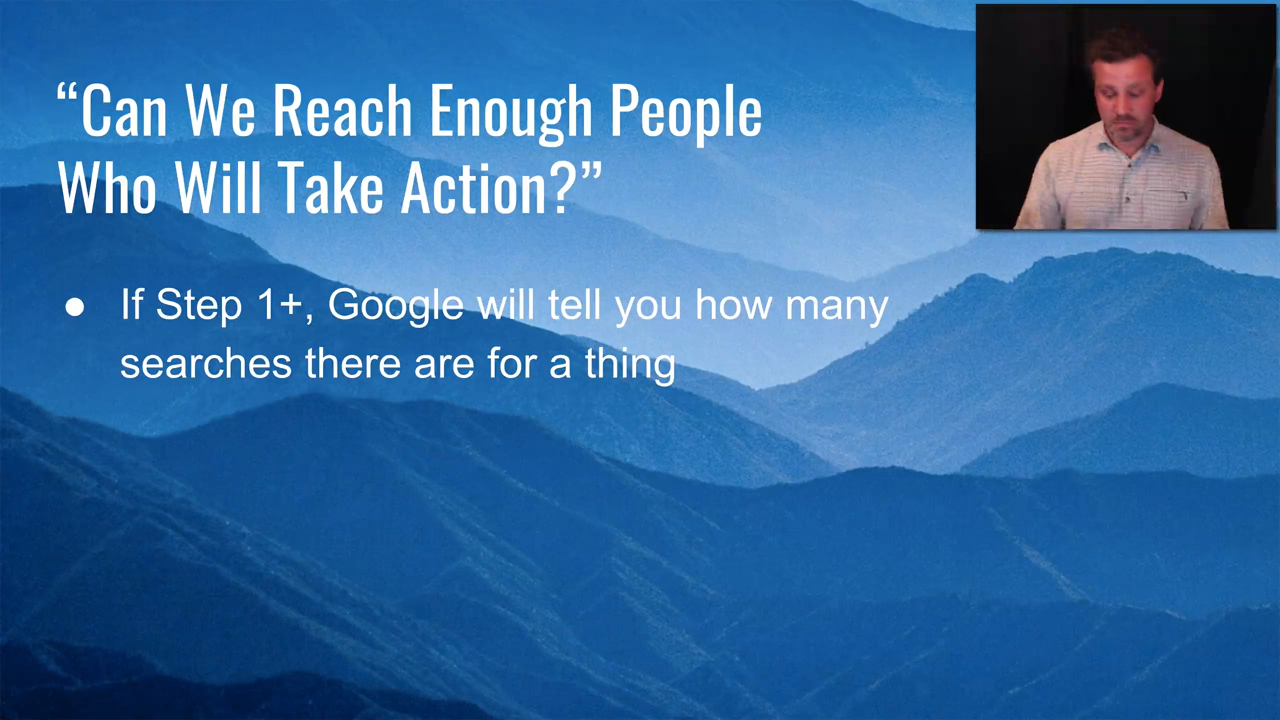 “Can We Reach Enough People
Who Will Take Action?”
● If Step 1+, Google will tell you how many
searches there are for a thing